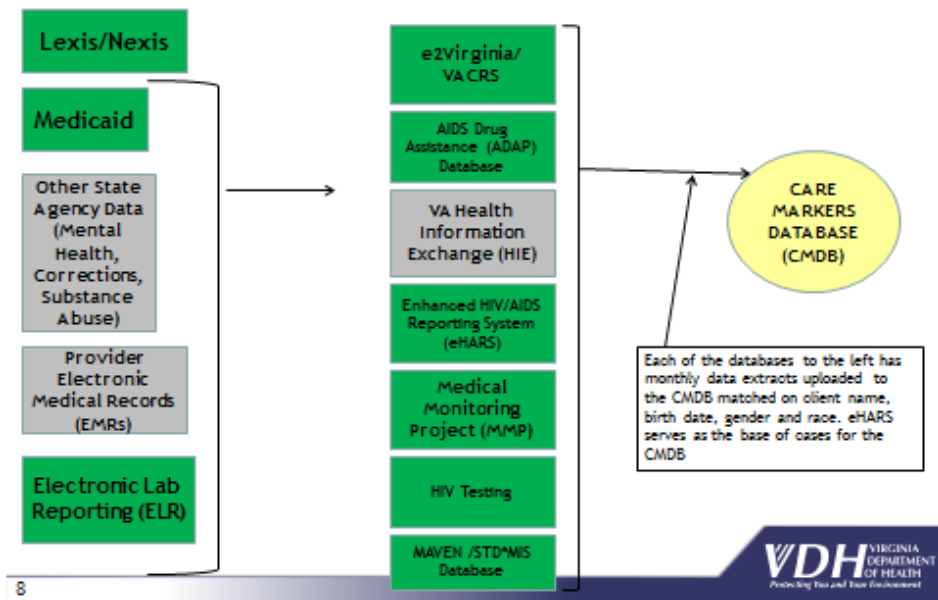 Lexis/Nexis
Medicaid
Other State
Agency Data
(Mental
Health,
Corrections,
Substance
Abuse)
Provider
Electronic
Medical Records
(EMRs)
Electronic Lab
Reporting (ELR)
e2Virginia/
VACRS
AIDS Drug
Assistance (ADAP)
Database
VA Health
Information
Exchange (HIE)
Enhanced HIV/AIDS
Reporting System
(eHARS)
Medical
Monitoring
Project (MMP)
HIV Testing
MAVEN /STD*MIS
Database
CARE
MARKERS
DATABASE
(CMDB)
Each of the databases to the left has
monthly data extracts uploaded to
the CMDB matched on client name,
birth date, gender and race. eHARS
serves as the base of cases for the
CMDB
8
VDH VIRGINIA
DEPARTMENT
OF HEALTH
Protecting You and Your Environment